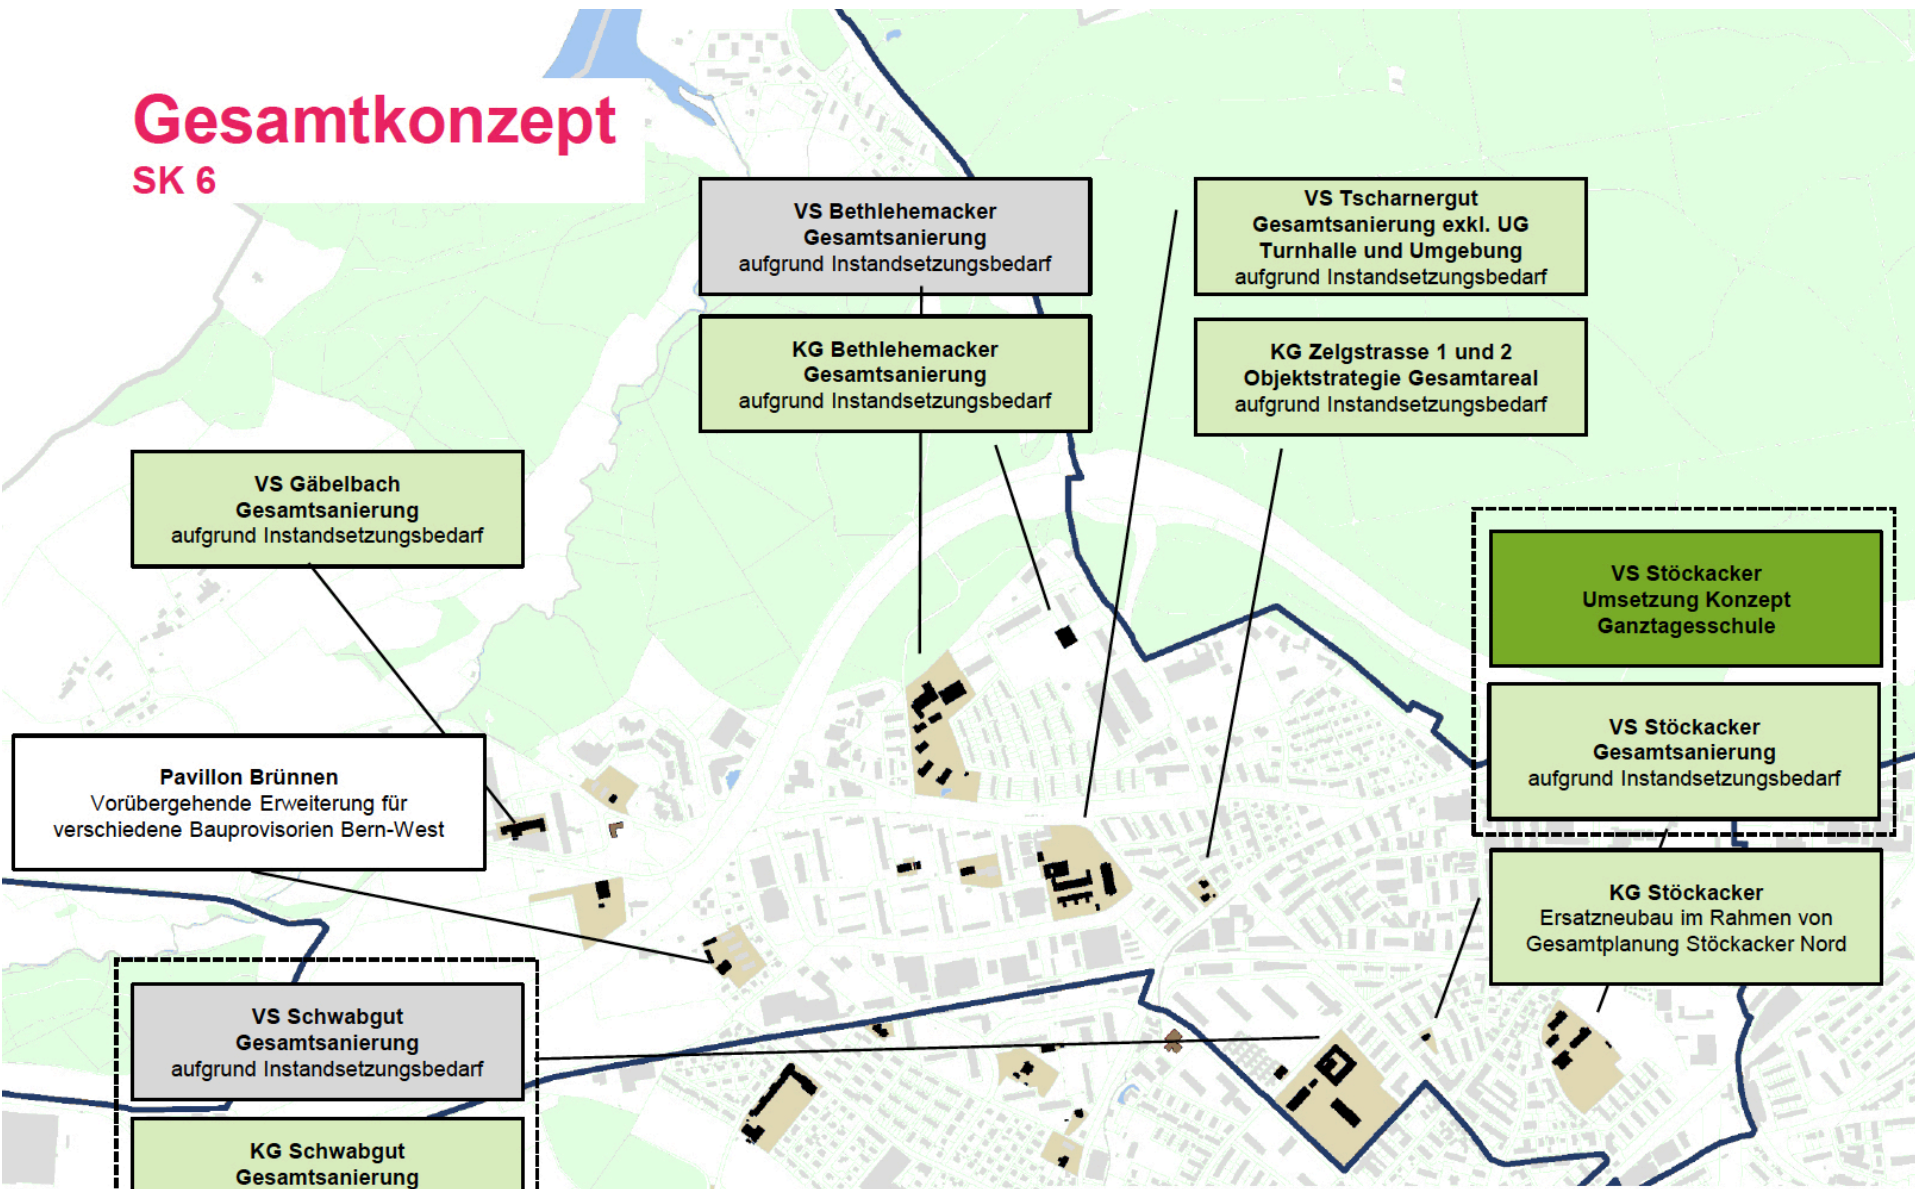 Gesamtkonzept
SK 6
VS Bethlehemacker
Gesamtsanierung
aufgrund Instandsetzungsbedarf
VS Tscharnergut
Gesamtsanierung exkl. UG
Turnhalle und Umgebung
aufgrund Instandsetzungsbedarf
KG Bethlehemacker
Gesamtsanierung
aufgrund Instandsetzungsbedarf
KG Zelgstrasse 1 und 2
Objektstrategie Gesamtareal
aufgrund Instandsetzungsbedarf
VS Gäbelbach
Gesamtsanierung
aufgrund Instandsetzungsbedarf
VS Stöckacker
Umsetzung Konzept
Ganztagesschule
VS Stöckacker
Gesamtsanierung
aufgrund Instandsetzungsbedarf
Pavillon Brünnen
Vorübergehende Erweiterung für
verschiedene Bauprovisorien Bern-West
KG Stöckacker
Ersatzneubau im Rahmen von
Gesamtplanung Stöckacker Nord
VS Schwabgut
Gesamtsanierung
aufgrund Instandsetzungsbedarf
KG Schwabgut
Gesamtsanierung